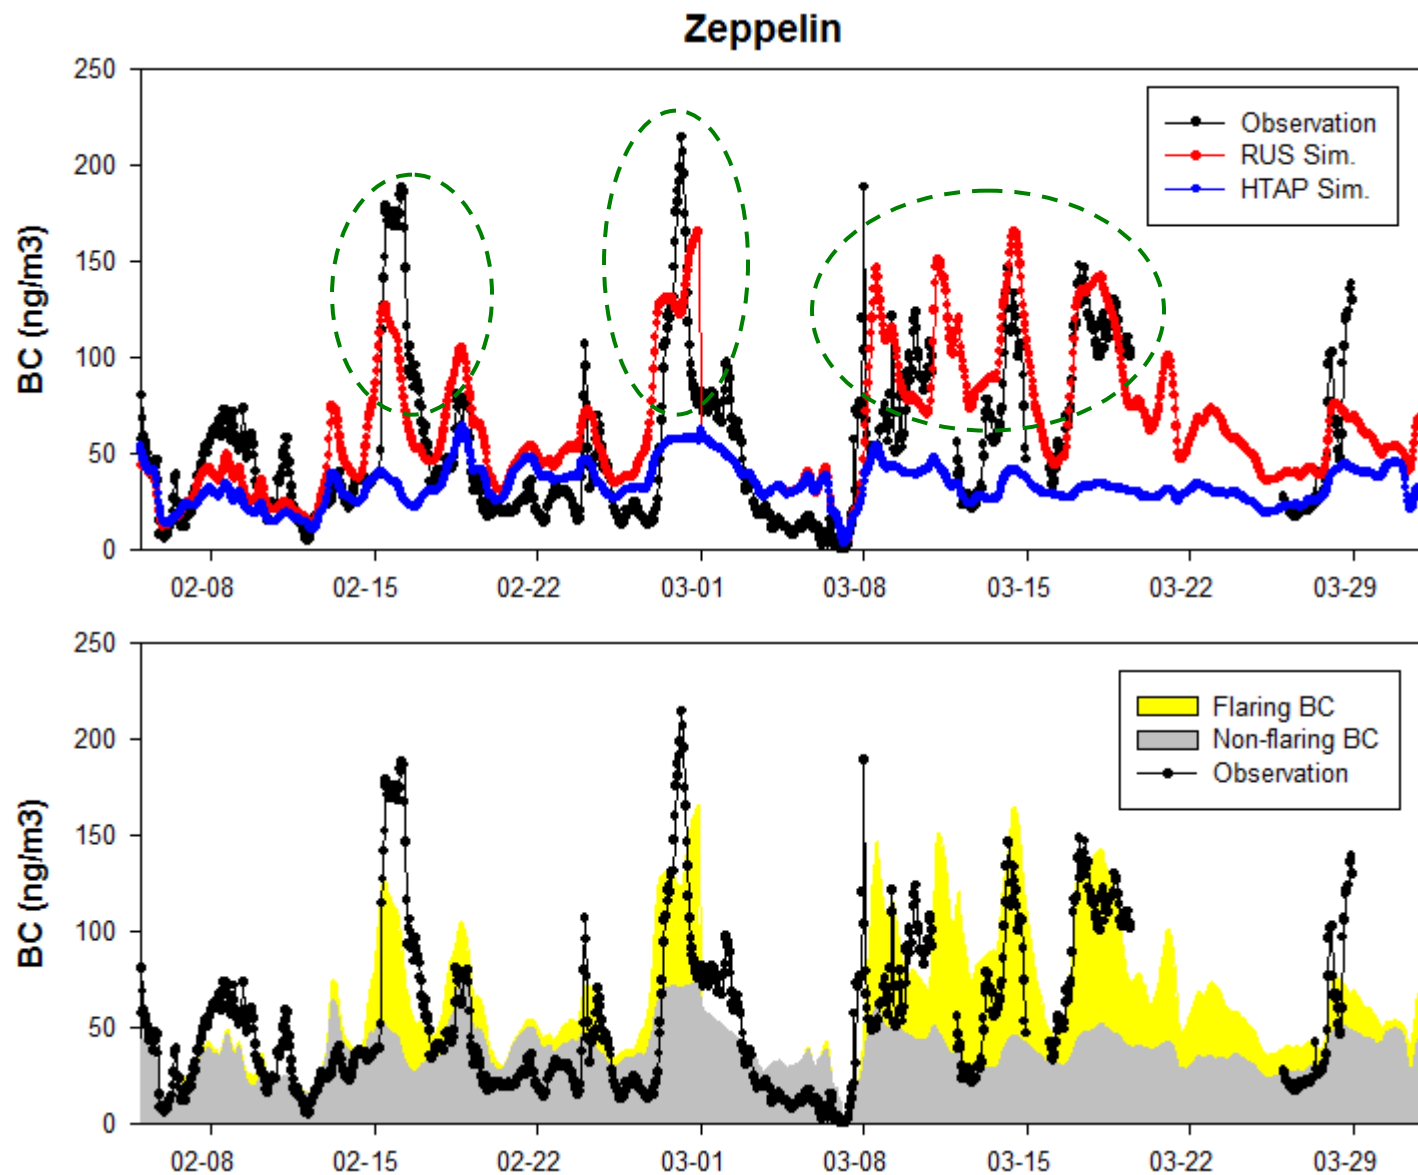 Zeppelin
250
200
150
100
50
0
BC (ng/m3)
Observation
RUS Sim.
HTAP Sim.
02-08 02-15 02-22 03-01 03-08 03-15 03-22 03-29
250
200
150
100
50
0
BC (ng/m3)
Flaring BC
Non-flaring BC
Observation
02-08 02-15 02-22 03-01 03-08 03-15 03-22 03-29